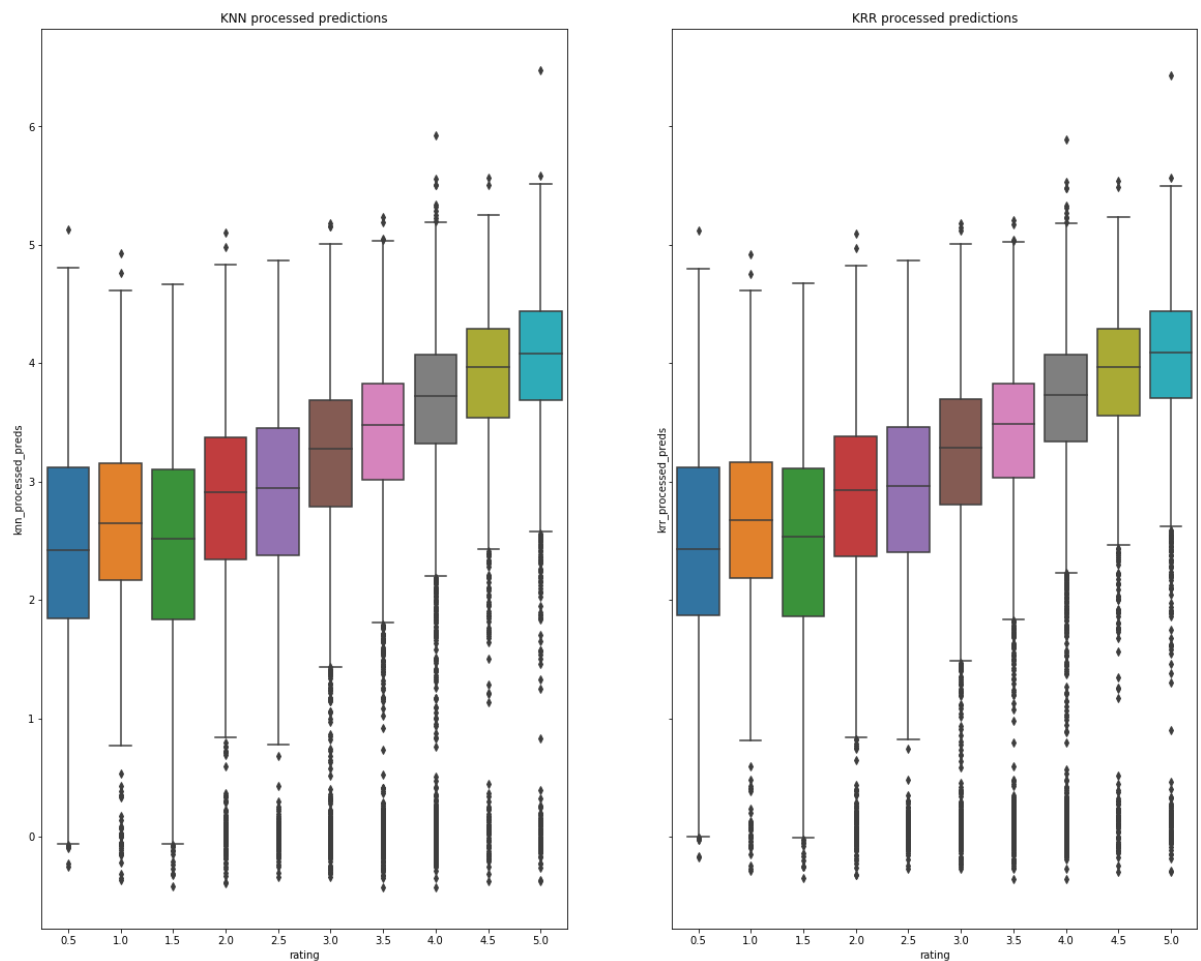 KNN processed predictions
KRR processed predictions
knn_processed_preds
6
5
4
3
2
1
0
0.5 1.0 1.5 2.0 2.5 3.0 3.5 4.0 4.5 5.0
rating
krr_processed_preds
0.5 1.0 1.5 2.0 2.5 3.0 3.5 4.0 4.5 5.0
rating